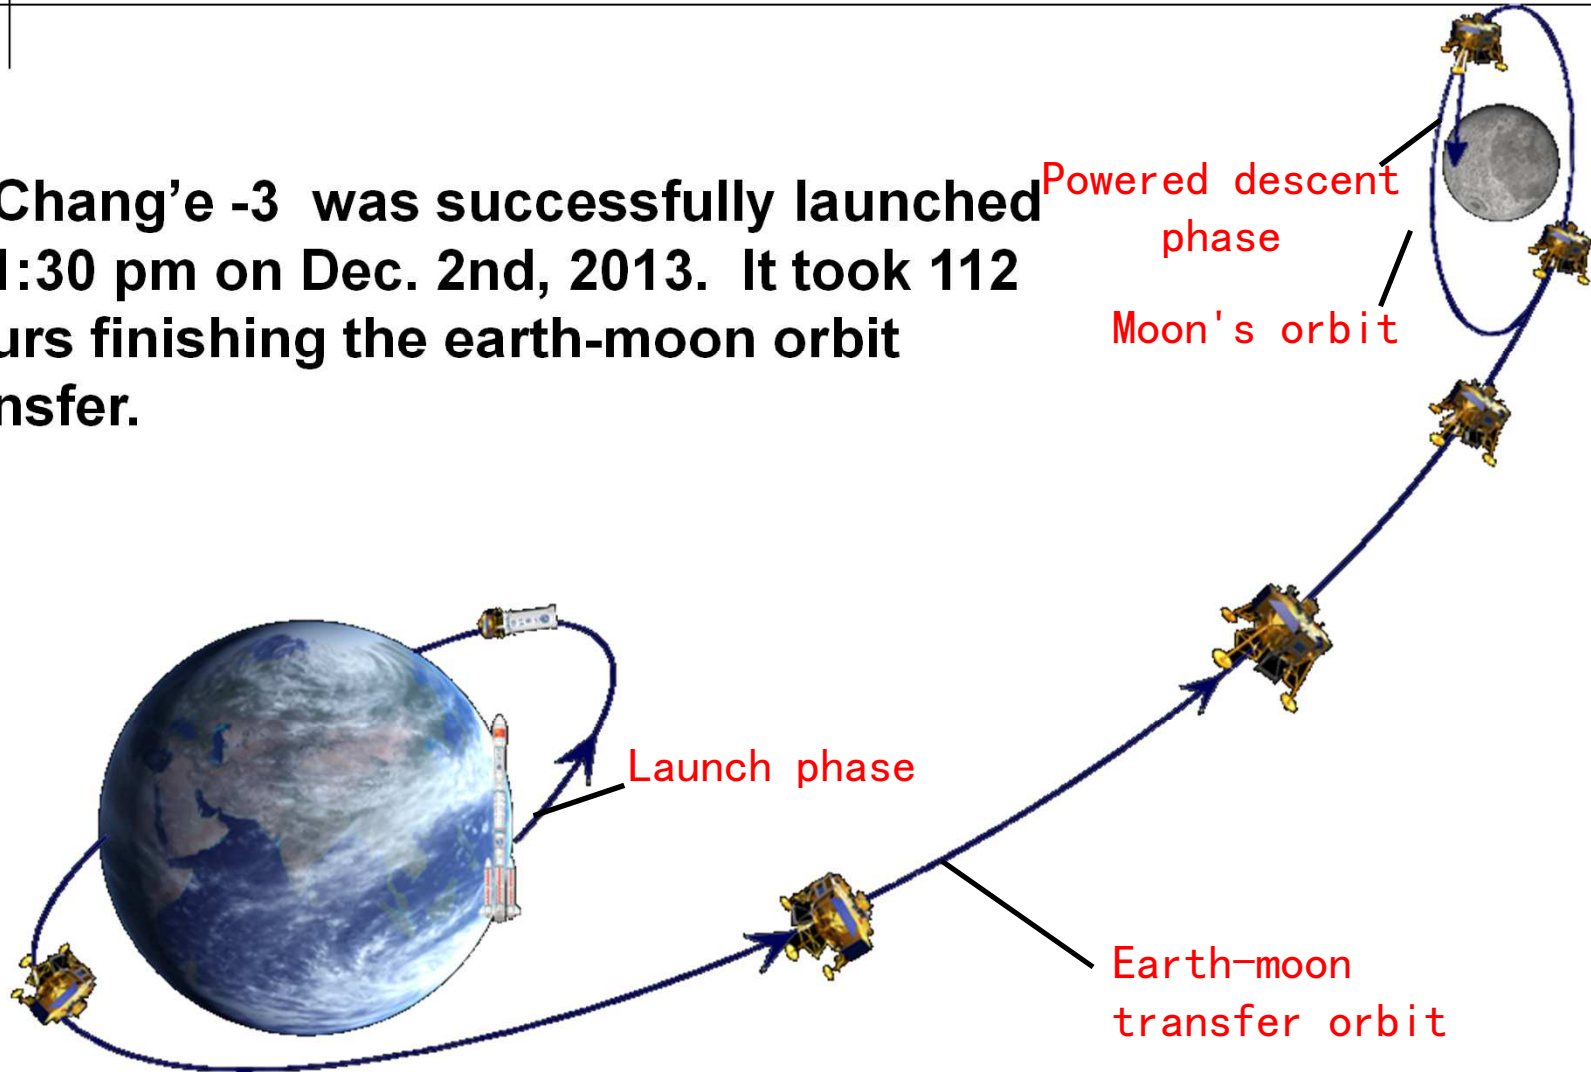 Chang’e -3  was successfully launched
1:30 pm on Dec. 2nd, 2013.  It took 112
urs finishing the earth-moon orbit
nsfer.
Powered descent
phase
Moon's orbit
Launch phase
Earth-moon
transfer orbit